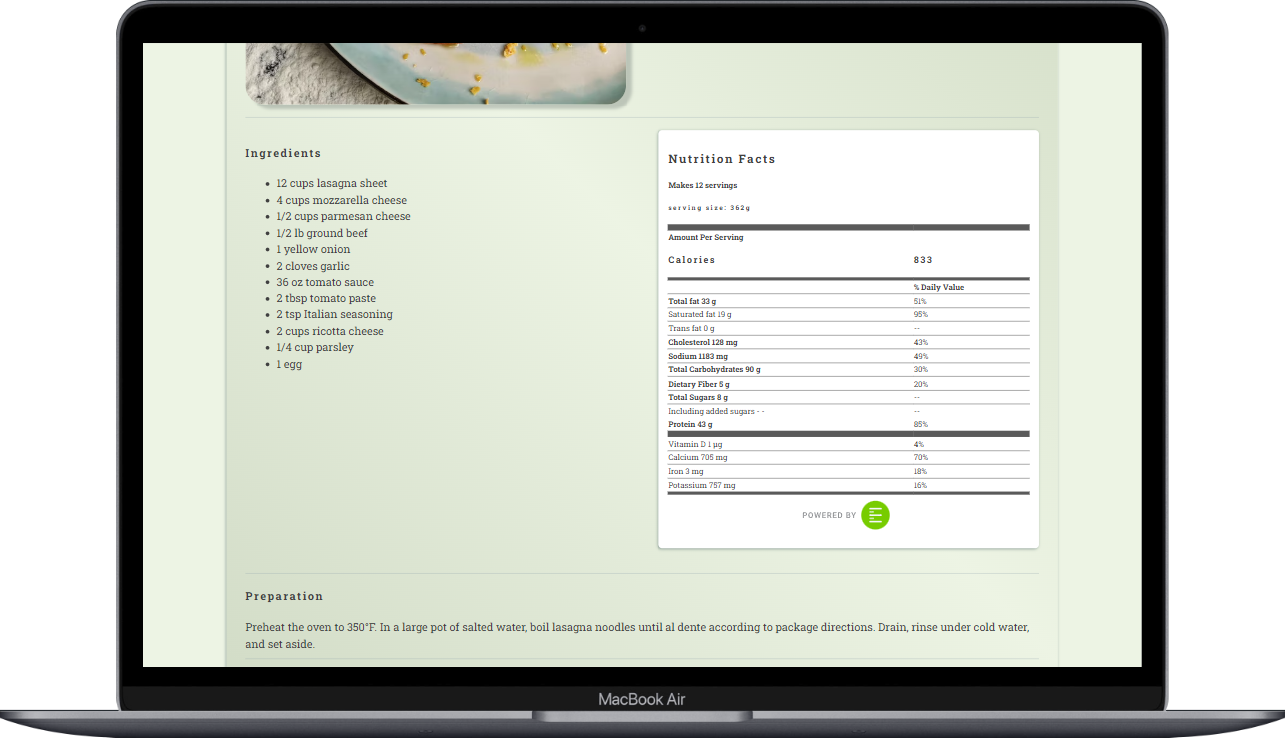 Ingredients
12 cups lasagna sheet
4 cups mozzarella cheese
1/2 cups parmesan cheese
1/2 lb ground beef
1 yellow onion
2 cloves garlic
36 oz tomato sauce
2 tbsp tomato paste
2 tsp Italian seasoning
2 cups ricotta cheese
1/4 cup parsley
1 egg
Nutrition Facts
Makes 12 servings
serving size: 362g
Amount Per Serving
Calories 833
% Daily Value
Total fat 33 g 51%
Saturated fat 19 g 95%
Trans fat 0 g --
Cholesterol 128 mg 43%
Sodium 1183 mg 49%
Total Carbohydrates 90 g 30%
Dietary Fiber 5 g 20%
Total Sugars 8 g --
Including added sugars - - --
Protein 43 g 85%
Vitamin D 1 µg 4%
Calcium 705 mg 70%
Iron 3 mg 18%
Potassium 757 mg 16%
POWERED BY
Preparation
Preheat the oven to 350°F. In a large pot of salted water, boil lasagna noodles until al dente according to package directions. Drain, rinse under cold water,
and set aside.
MacBook Air